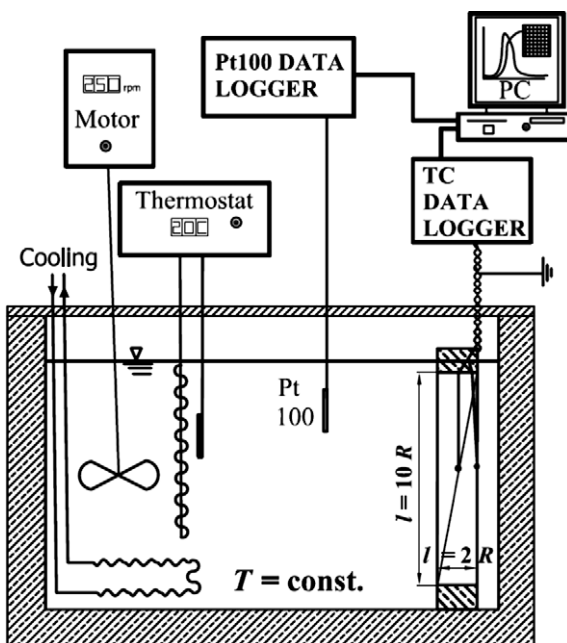 250 rpm
Motor
Pt100 DATA
LOGGER
PC
Thermostat
20C
TC
DATA
LOGGER
Cooling
Pt
100
l = 10 R
l = 2 R
T = const.